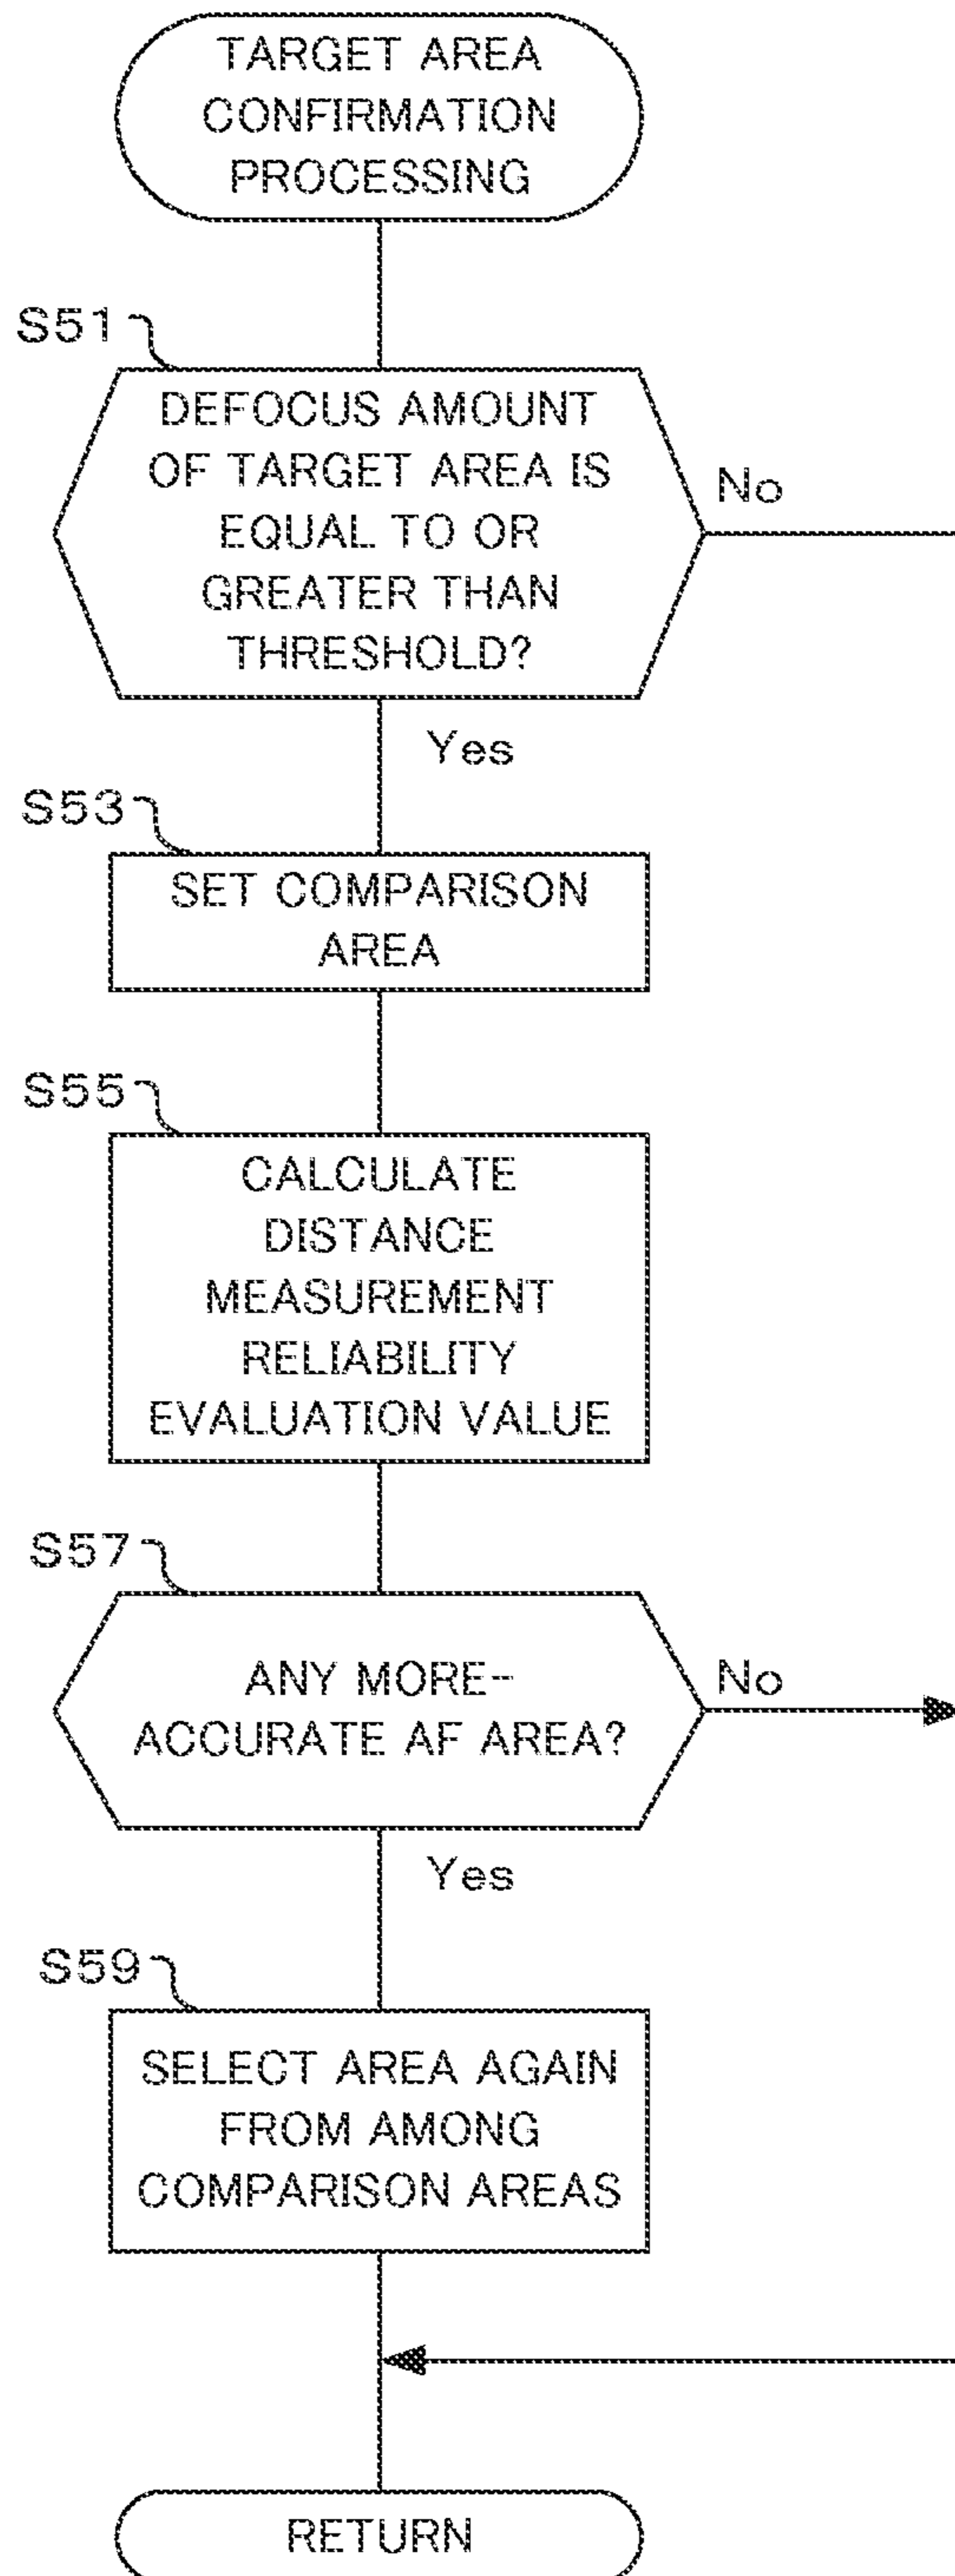 TARGET AREA
CONFIRMATION
PROCESSING
S51
DEFOCUS AMOUNT
OF TARGET AREA IS
EQUAL TO OR
GREATER THAN
THRESHOLD?
No
Yes
S53
SET COMPARISON
AREA
S55
CALCULATE
DISTANCE
MEASUREMENT
RELIABILITY
EVALUATION VALUE
S57
ANY MORE-
ACCURATE AF AREA?
No
Yes
S59
SELECT AREA AGAIN
FROM AMONG
COMPARISON AREAS
RETURN